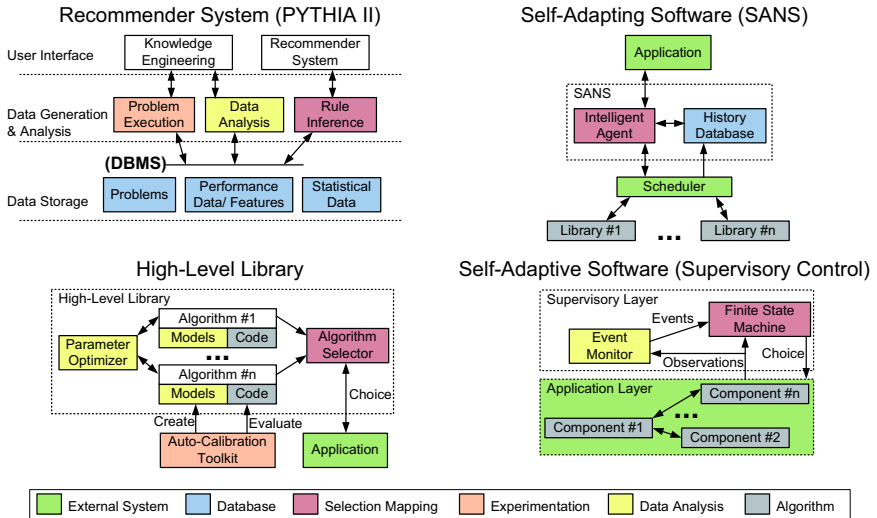 Recommender System (PYTHIA II)
User Interface
Knowledge
Engineering
Recommender
System
Data Generation
& Analysis
Problem
Execution
Data
Analysis
Rule
Inference
(DBMS)
Data Storage
Problems
Performance
Data/ Features
Statistical
Data
Self-Adapting Software (SANS)
Application
SANS
Intelligent
Agent
History
Database
Scheduler
Library #1
...
Library #n
High-Level Library
High-Level Library
Parameter
Optimizer
Algorithm #1
Models
Code
...
Algorithm #n
Models
Code
Algorithm
Selector
Create
Evaluate
Choice
Auto-Calibration
Toolkit
Application
Self-Adaptive Software (Supervisory Control)
Supervisory Layer
Events
Finite State
Machine
Event
Monitor
Observations
Choice
Application Layer
Component #n
...
Component #1
Component #2
External System
Database
Selection Mapping
Experimentation
Data Analysis
Algorithm